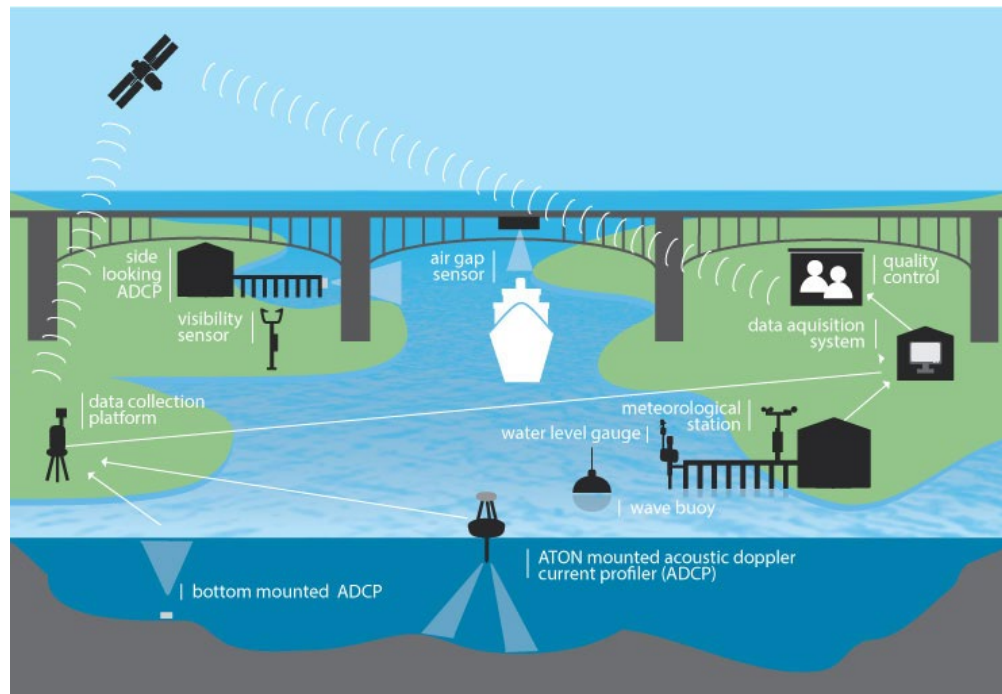 side
looking
ADCP
air gap
sensor
quality
control
visibility
sensor
data aquisition
system
data collection
platform
meteorological
station
water level gauge
wave buoy
ATON mounted acoustic doppler
current profiler (ADCP)
bottom mounted ADCP